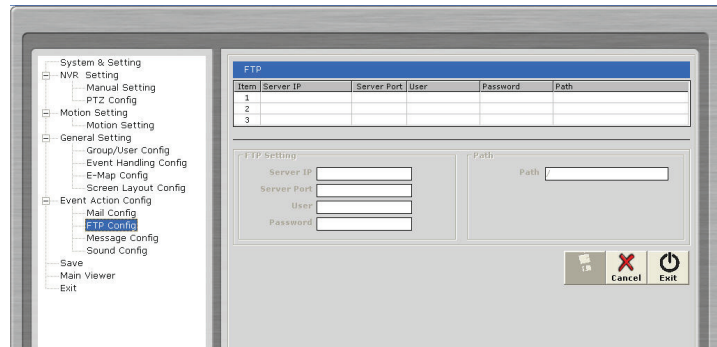 System & Setting
NVR Setting
Manual Setting
PTZ Config
Motion Setting
Motion Setting
General Setting
Group/User Config
Event Handling Config
E-Map Config
Screen Layout Config
Event Action Config
Mail Config
FTP Config
Message Config
Sound Config
Save
Main Viewer
Exit
FTP
Item Server IP Server Port User Password Path
1
2
3
FTP Setting
Server IP
Server Port
User
Password
Path
Path /
Cancel Exit